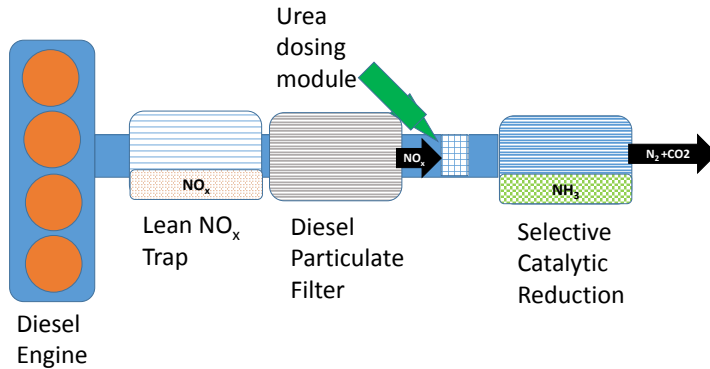 Urea
dosing
module
NOₓ
N₂ +CO2
NOₓ
NH₃
Lean NOₓ
Trap
Diesel
Particulate
Filter
Selective
Catalytic
Reduction
Diesel
Engine